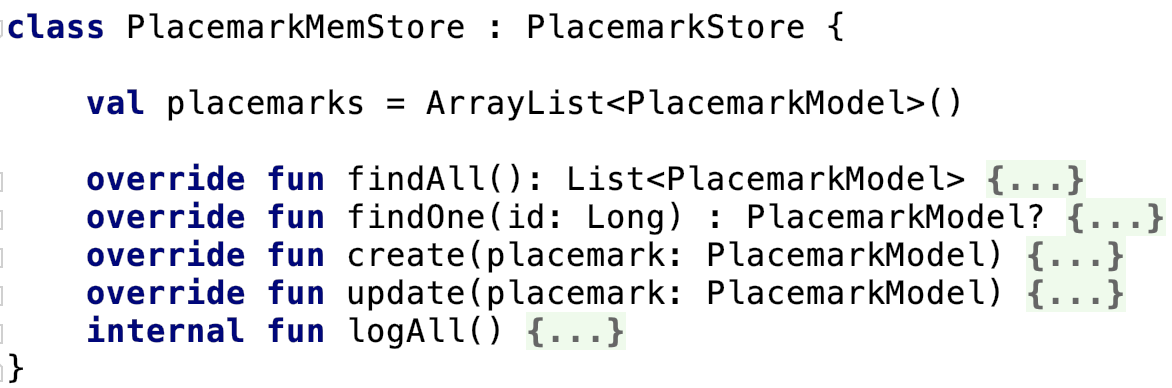 class PlacemarkMemStore : PlacemarkStore {
val placemarks = ArrayList<PlacemarkModel>()
override fun findAll(): List<PlacemarkModel> {...}
override fun findOne(id: Long) : PlacemarkModel? {...}
override fun create(placemark: PlacemarkModel) {...}
override fun update(placemark: PlacemarkModel) {...}
internal fun logAll() {...}
}